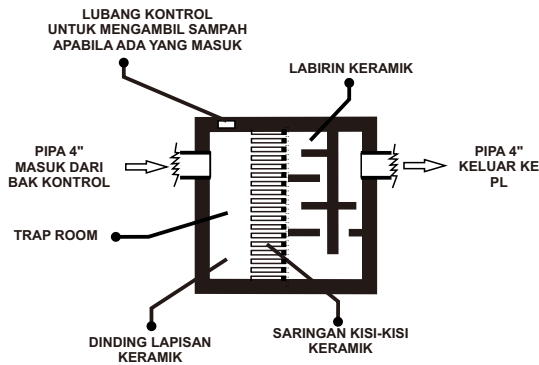 LUBANG KONTROL
UNTUK MENGAMBIL SAMPAH
APABILA ADA YANG MASUK
LABIRIN KERAMIK
PIPA 4"
MASUK DARI
BAK KONTROL
PIPA 4"
KELUAR KE
PL
TRAP ROOM
DINDING LAPISAN
KERAMIK
SARINGAN KISI-KISI
KERAMIK